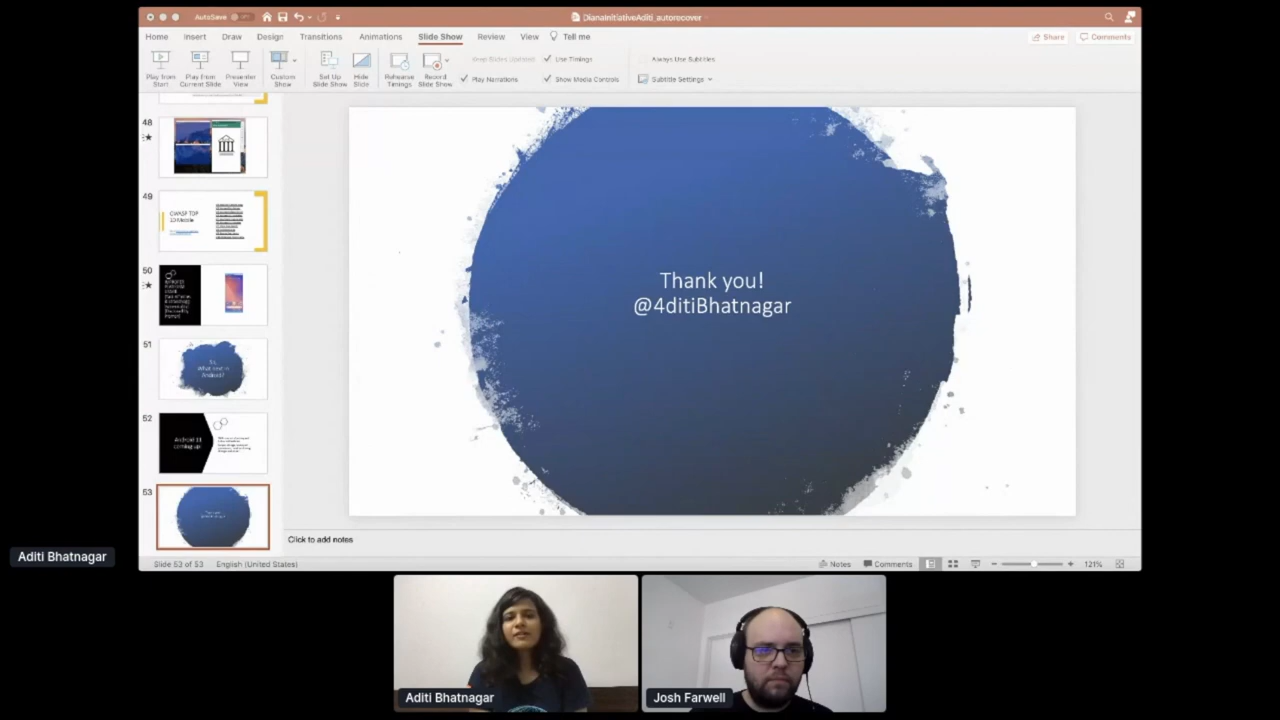 AutoSave
DianaInitiativeAditi_autorecover
Home Insert Draw Design Transitions Animations Slide Show Review View Tell me
Share Comments
Play from Start
Play from Current Slide
Presenter View
Custom Show
Set Up Slide Show
Hide Slide
Rehearse Timings
Record Slide Show
Keep Slides Updated
Use Timings
Always Use Subtitles
Play Narrations
Show Media Controls
Subtitle Settings
48
49
OWASP TOP
10 Mobile
50
51
52
Android 11
coming up!
53
Thank you!
@4ditiBhatnagar
Click to add notes
Slide 53 of 53 English (United States)
Notes Comments 121%
Aditi Bhatnagar
Aditi Bhatnagar
Josh Farwell